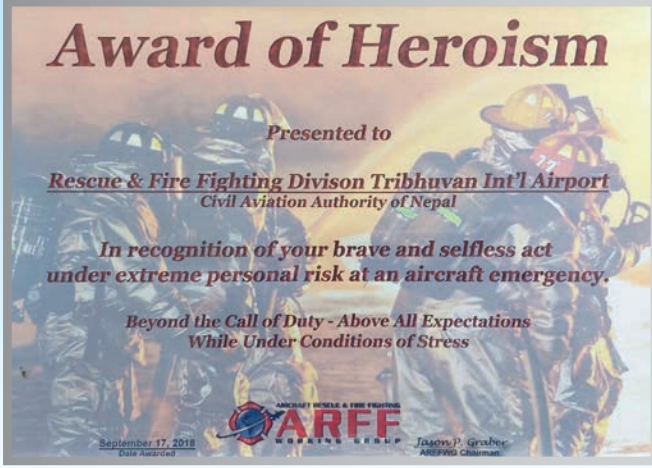 Award of Heroism
Presented to
Rescue & Fire Fighting Divison Tribhuvan Int'l Airport
Civil Aviation Authority of Nepal
In recognition of your brave and selfless act
under extreme personal risk at an aircraft emergency.
Beyond the Call of Duty - Above All Expectations
While Under Conditions of Stress
AIRCRAFT RESCUE & FIRE FIGHTING
ARFF
WORKING GROUP
September 17, 2018
Date Awarded
Jason P. Graber
AREFWG Chairman
77